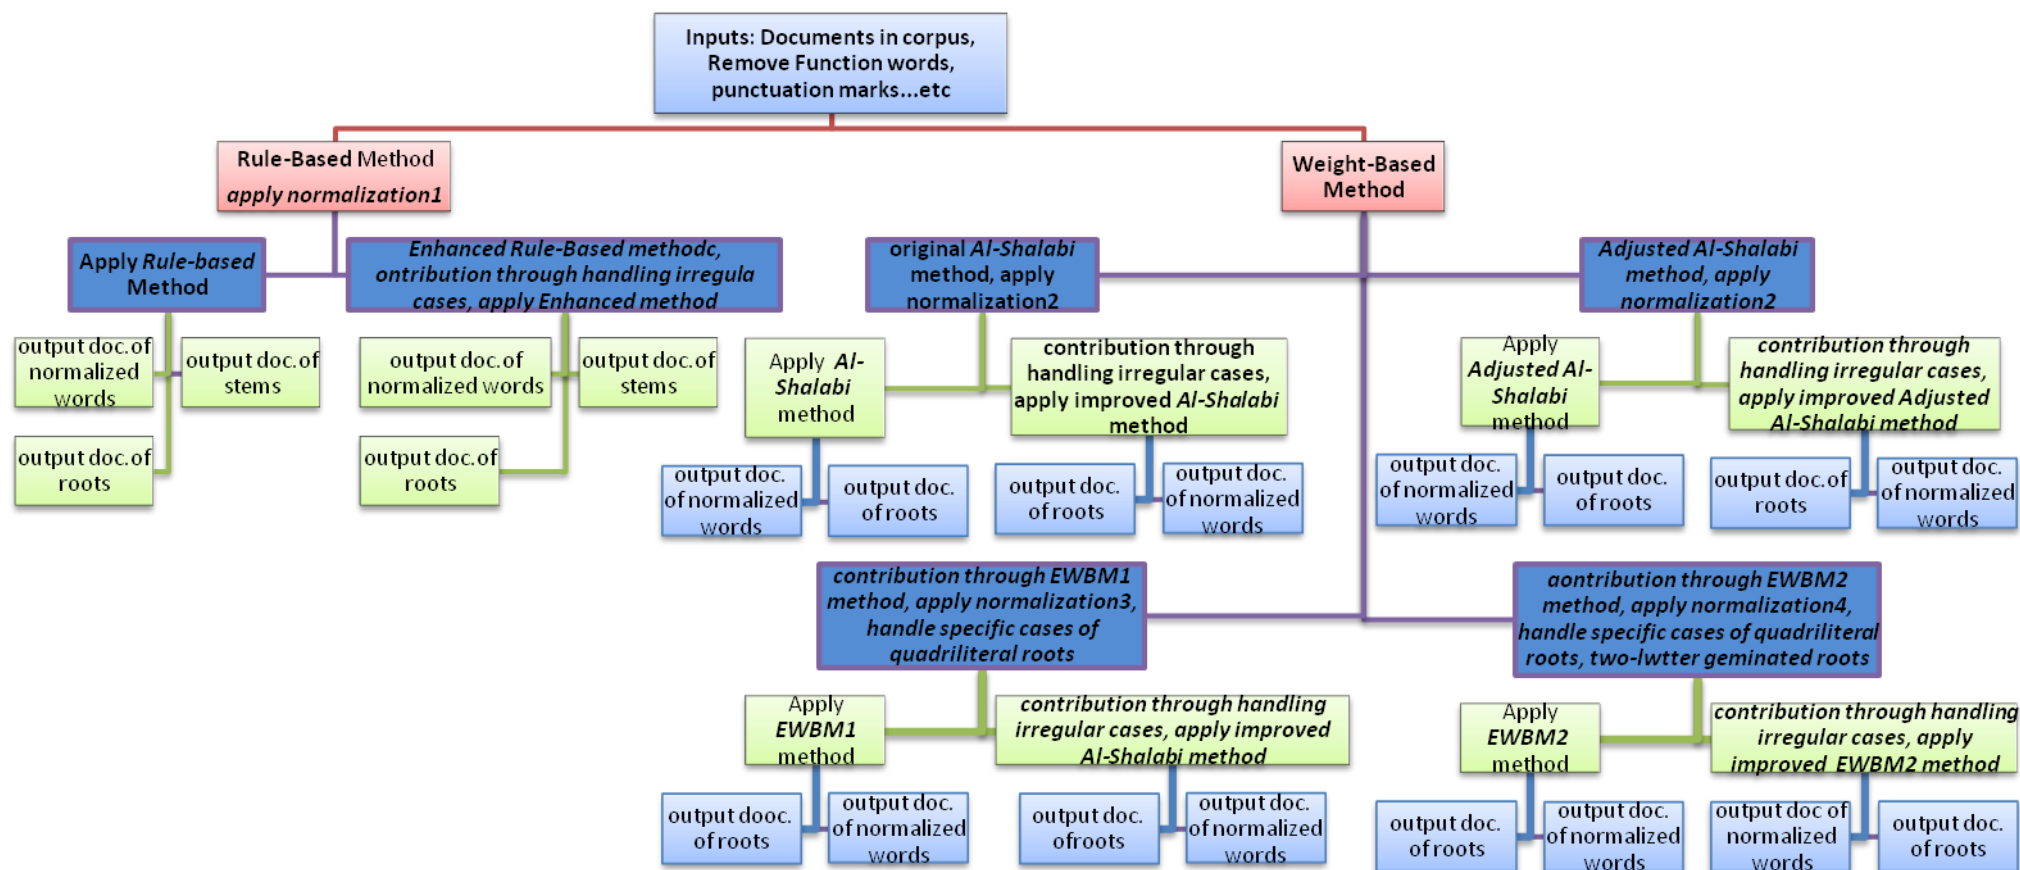 Inputs: Documents in corpus,
Remove Function words,
punctuation marks...etc
Rule-Based Method
apply normalization1
Weight-Based
Method
Apply Rule-based
Method
Enhanced Rule-Based methodc,
ontribution through handling irregula
cases, apply Enhanced method
original Al-Shalabi
method, apply
normalization2
Adjusted Al-Shalabi
method, apply
normalization2
output doc.of
normalized
words
output doc.of
stems
output doc.of
roots
output doc.of
normalized words
output doc.of
stems
output doc.of
roots
Apply Al-
Shalabi
method
contribution through
handling irregular cases,
apply improved Al-Shalabi
method
Apply
Adjusted Al-
Shalabi
method
contribution through
handling irregular cases,
apply improved Adjusted
Al-Shalabi method
output doc.
of normalized
words
output doc.
of roots
output doc.
of roots
output doc.
of normalized
words
output doc.
of normalized
words
output doc.
of roots
output doc.of
roots
output doc.
of normalized
words
contribution through EWBM1
method, apply normalization3,
handle specific cases of
quadriliteral roots
aontribution through EWBM2
method, apply normalization4,
handle specific cases of quadriliteral
roots, two-lwtter geminated roots
Apply
EWBM1
method
contribution through handling
irregular cases, apply improved
Al-Shalabi method
Apply
EWBM2
method
contribution through handling
irregular cases, apply
improved EWBM2 method
output dooc.
of roots
output doc.
of normalized
words
output doc.
ofroots
output doc.
of normalized
words
output doc.
of roots
output doc.
of normalized
words
output doc of
normalized
words
output doc.
of roots